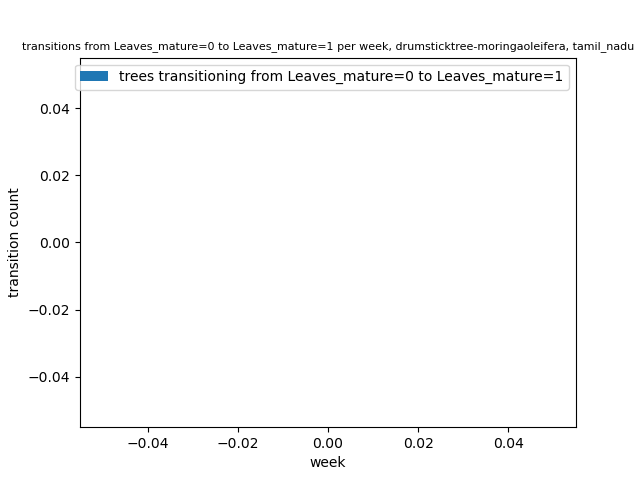 transitions from Leaves_mature=0 to Leaves_mature=1 per week, drumsticktree-moringaoleifera, tamil_nadu
trees transitioning from Leaves_mature=0 to Leaves_mature=1
0.04
0.02
0.00
−0.02
−0.04
transition count
−0.04 −0.02 0.00 0.02 0.04
week